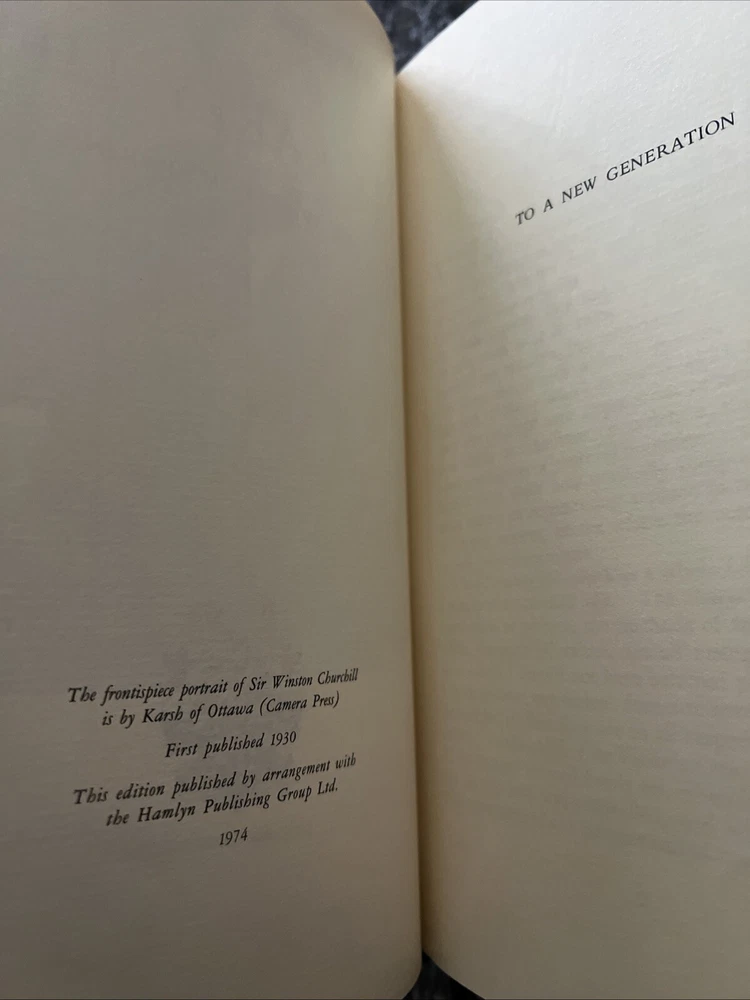 The frontispiece portrait of Sir Winston Churchill
is by Karsh of Ottawa (Camera Press)
First published 1930
This edition published by arrangement with
the Hamlyn Publishing Group Ltd.
1974
TO A NEW GENERATION